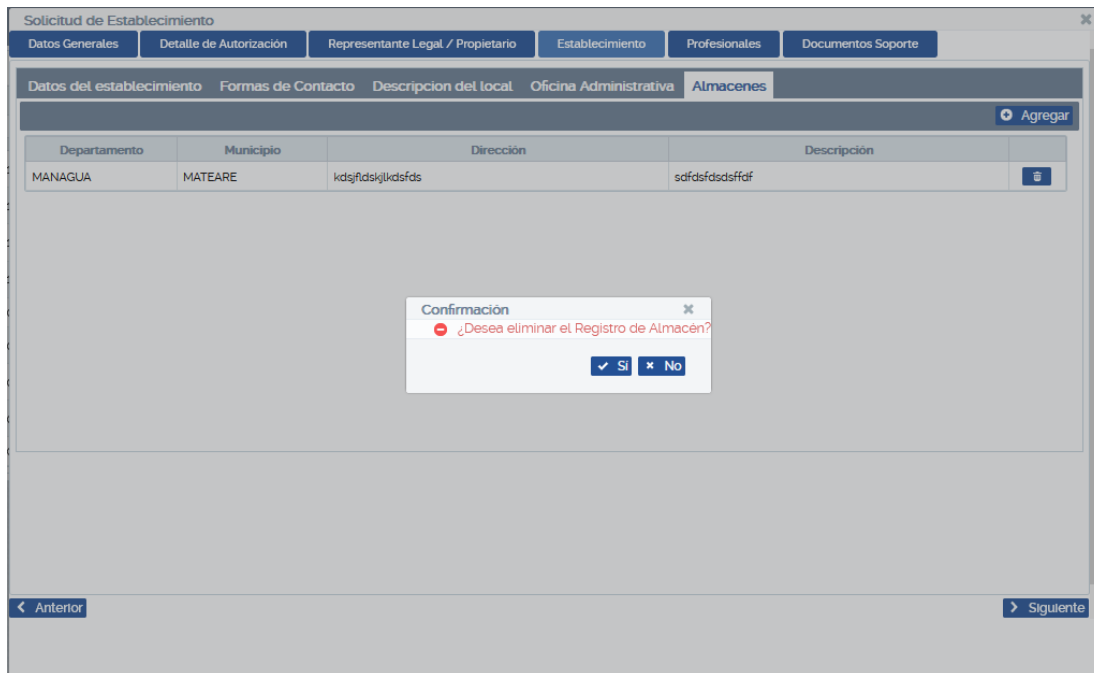 Solicitud de Establecimiento
Datos Generales Detalle de Autorización Representante Legal / Propietario Establecimiento Profesionales Documentos Soporte
Datos del establecimiento Formas de Contacto Descripcion del local Oficina Administrativa Almacenes
Agregar
Departamento Municipio Dirección Descripción
MANAGUA MATEARE kdsjfldskjlkdsfds sdfdsfdsdsffdf
Confirmación
¿Desea eliminar el Registro de Almacén?
Sí No
Anterior Siguiente